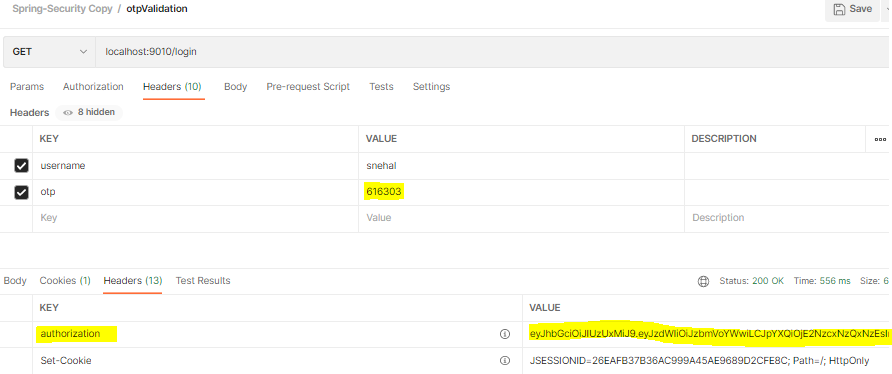 Spring-Security Copy / otpValidation Save
GET localhost:9010/login
Params Authorization Headers (10) Body Pre-request Script Tests Settings
Headers 8 hidden
KEY VALUE DESCRIPTION
username snehal
otp 616303
Key Value Description
Body Cookies (1) Headers (13) Test Results Status: 200 OK Time: 556 ms Size: 6
KEY VALUE
authorization
Set-Cookie JSESSIONID=26EAFB37B36AC999A45AE9689D2CFE8C; Path=/; HttpOnly